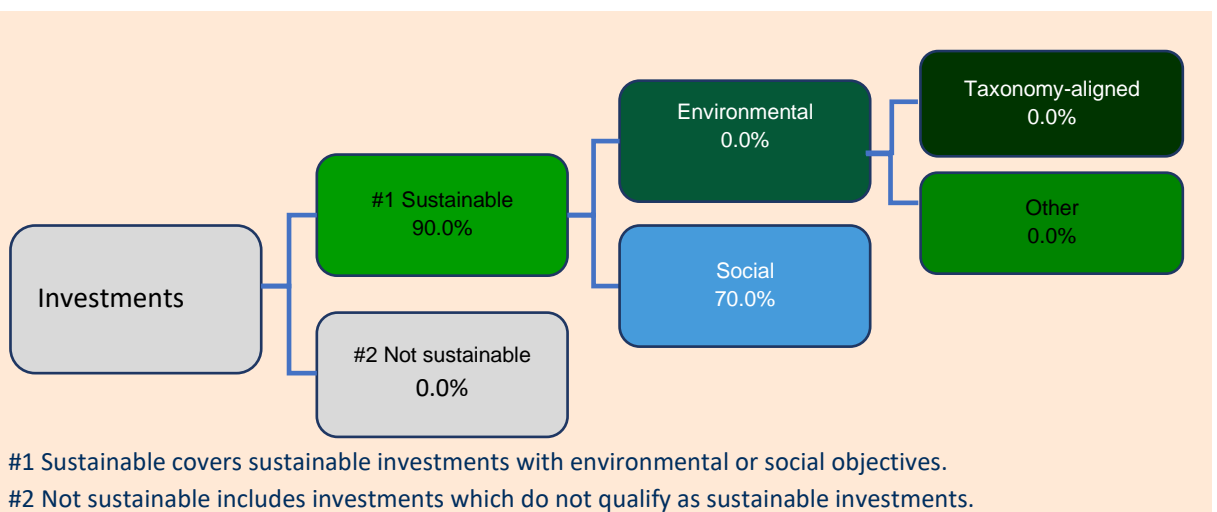 Investments
#1 Sustainable
90.0%
#2 Not sustainable
0.0%
Environmental
0.0%
Social
70.0%
Taxonomy-aligned
0.0%
Other
0.0%
#1 Sustainable covers sustainable investments with environmental or social objectives.
#2 Not sustainable includes investments which do not qualify as sustainable investments.